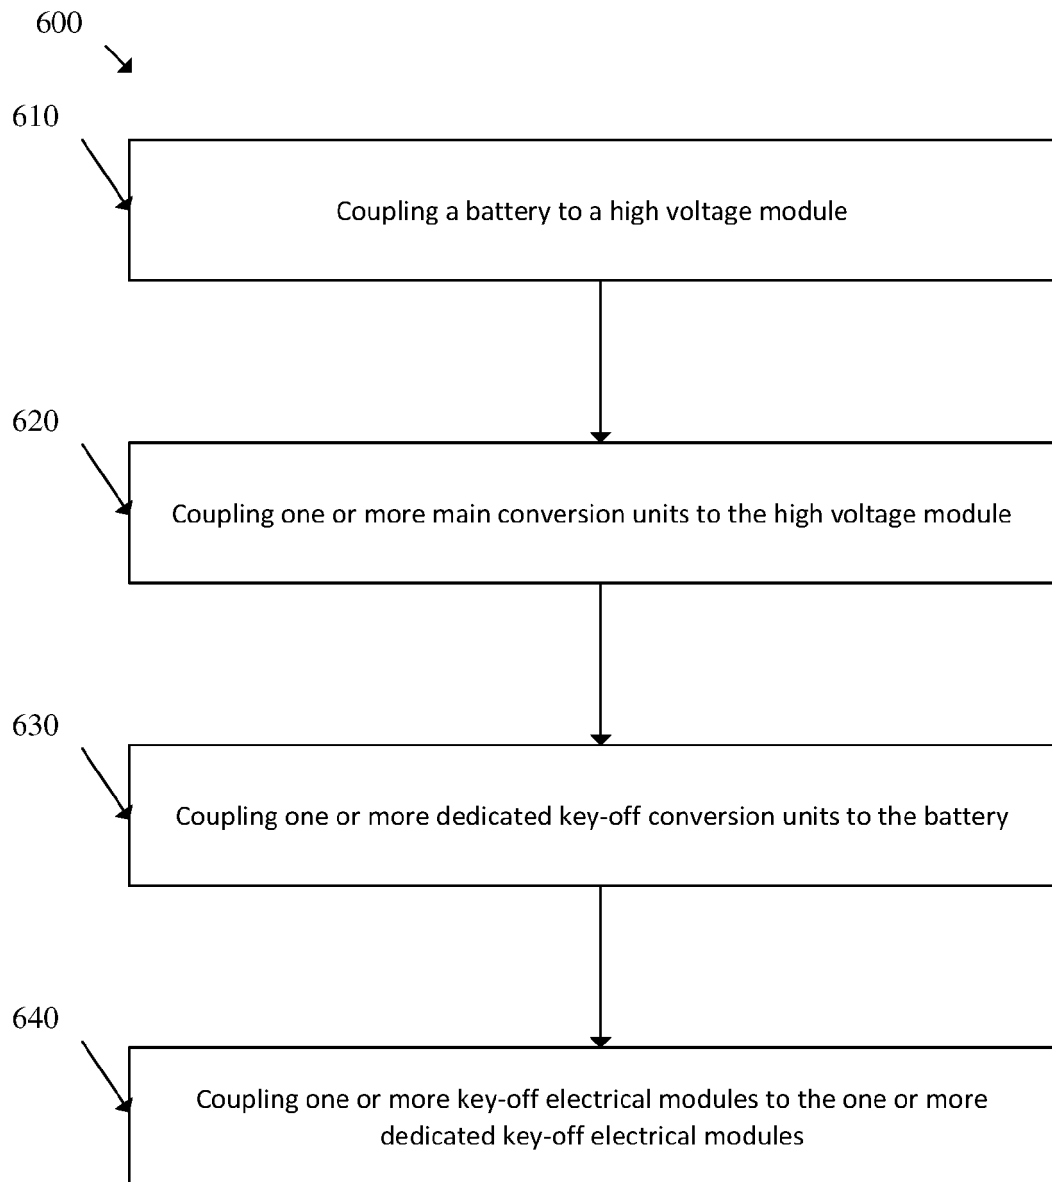 600
610
Coupling a battery to a high voltage module
620
Coupling one or more main conversion units to the high voltage module
630
Coupling one or more dedicated key-off conversion units to the battery
640
Coupling one or more key-off electrical modules to the one or more
dedicated key-off electrical modules